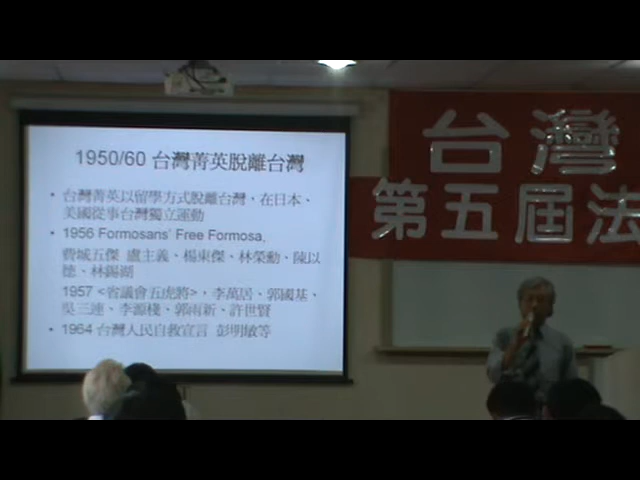 1950/60 台灣菁英脫離台灣
• 台灣菁英以留學方式脫離台灣，在日本、
美國從事台灣獨立運動
• 1956 Formosans' Free Formosa,
費城五傑 盧主義、楊東傑、林榮勳、陳以
德、林錫湖
1957 <省議會五虎將>，李萬居、郭國基、
吳三連、李源棧、郭雨新、許世賢
• 1964 台灣人民自救宣言 彭明敏等
台灣
第五屆法